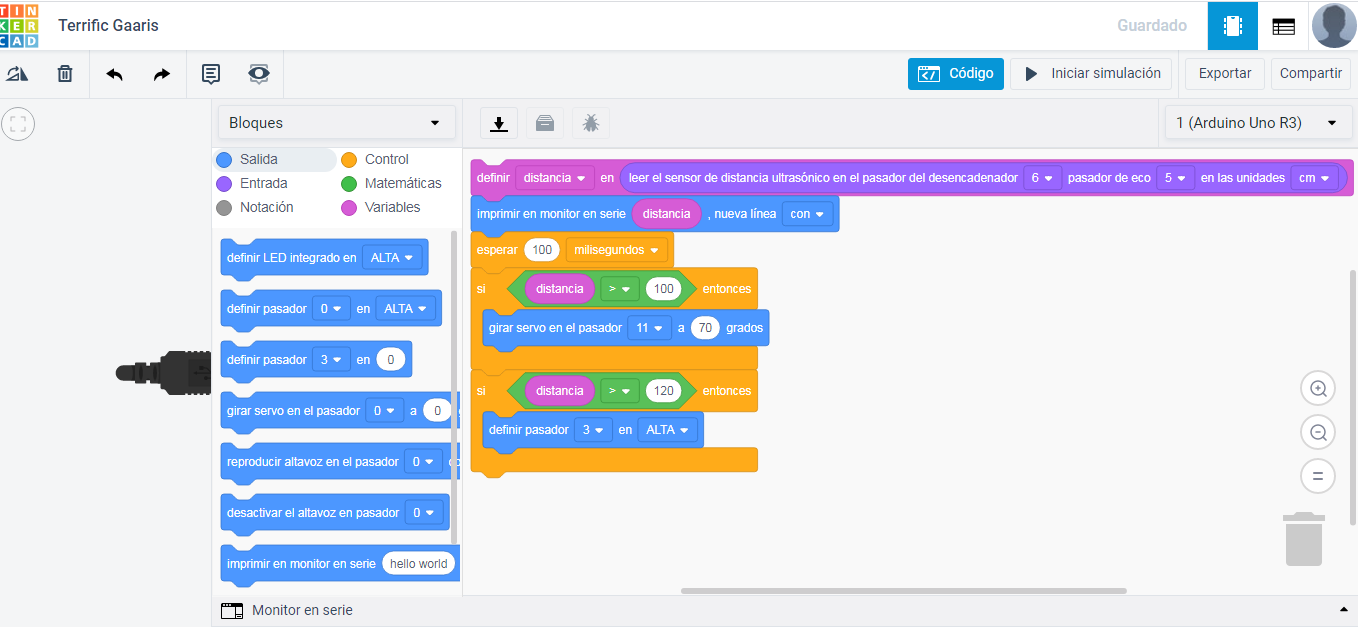 TIN
KER
CAD
Terrific Gaaris
Guardado
Código
Iniciar simulación
Exportar
Compartir
Bloques
1 (Arduino Uno R3)
Salida
Control
Entrada
Matemáticas
Notación
Variables
definir LED integrado en ALTA
definir pasador 0 en ALTA
definir pasador 3 en 0
girar servo en el pasador 0 a 0
reproducir altavoz en el pasador 0
desactivar el altavoz en pasador 0
imprimir en monitor en serie hello world
definir distancia en leer el sensor de distancia ultrasónico en el pasador del desencadenador 6 pasador de eco 5 en las unidades cm
imprimir en monitor en serie distancia , nueva línea con
esperar 100 milisegundos
si distancia > 100 entonces
girar servo en el pasador 11 a 70 grados
si distancia > 120 entonces
definir pasador 3 en ALTA
Monitor en serie